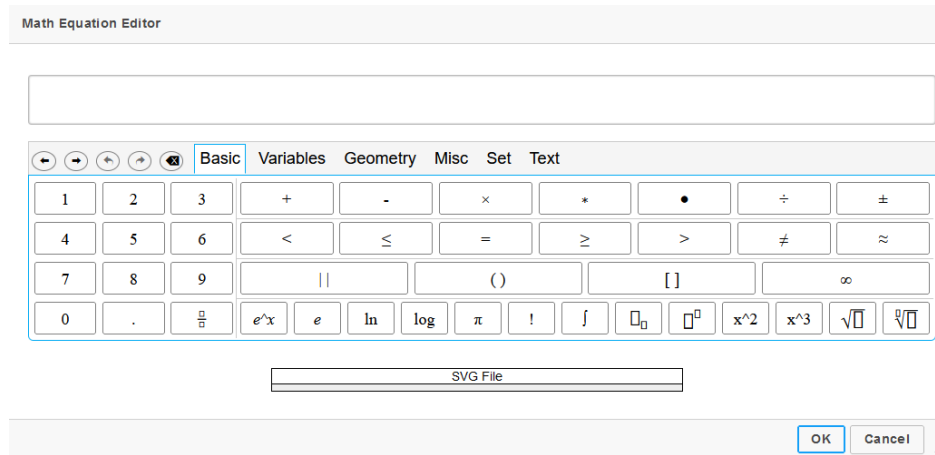 Math Equation Editor
Basic Variables Geometry Misc Set Text
1 2 3 + - × * • ÷ ±
4 5 6 < ≤ = ≥ > ≠ ≈
7 8 9 | | ( ) [ ] ∞
0 . □/□ e^x e ln log π ! ∫ □□ □□ x^2 x^3 √□ □√□
SVG File
OK Cancel